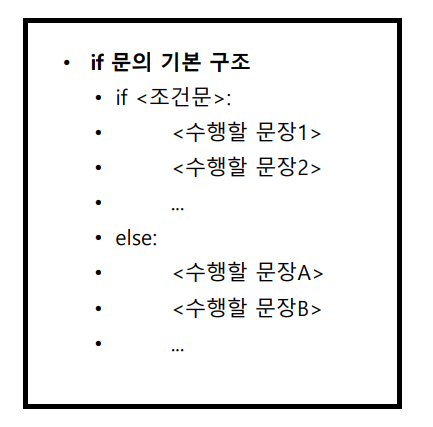 • if 문의 기본 구조
• if <조건문>:
• <수행할 문장1>
• <수행할 문장2>
• ...
• else:
• <수행할 문장A>
• <수행할 문장B>
• ...